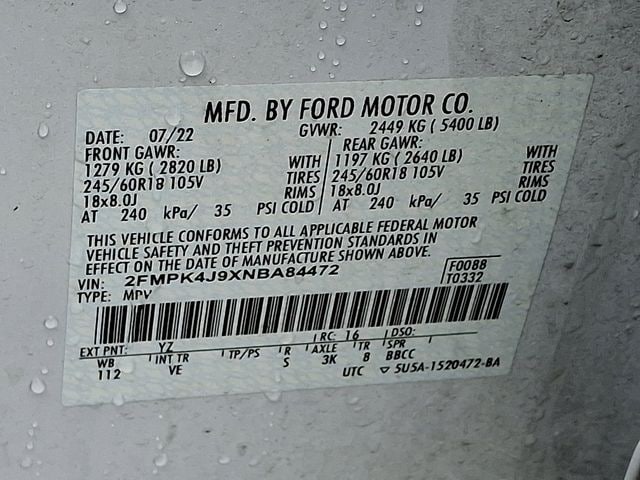 MFD. BY FORD MOTOR CO.
DATE: 07/22 GVWR: 2449 KG ( 5400 LB)
FRONT GAWR: REAR GAWR:
1279 KG ( 2820 LB) WITH 1197 KG ( 2640 LB) WITH
245/60R18 105V TIRES 245/60R18 105V TIRES
18x8.0J RIMS 18x8.0J RIMS
AT 240 kPa/ 35 PSI COLD AT 240 kPa/ 35 PSI COLD
THIS VEHICLE CONFORMS TO ALL APPLICABLE FEDERAL MOTOR
VEHICLE SAFETY AND THEFT PREVENTION STANDARDS IN
EFFECT ON THE DATE OF MANUFACTURE SHOWN ABOVE.
VIN: 2FMPK4J9XNBA84472 F0088
TYPE: MPV T0332
EXT PNT: YZ RC: 16 DSO:
WB INT TR TP/PS R AXLE TR SPR
112 VE S 3K 8 BBCC
UTC ▽ 5U5A-1520472-BA